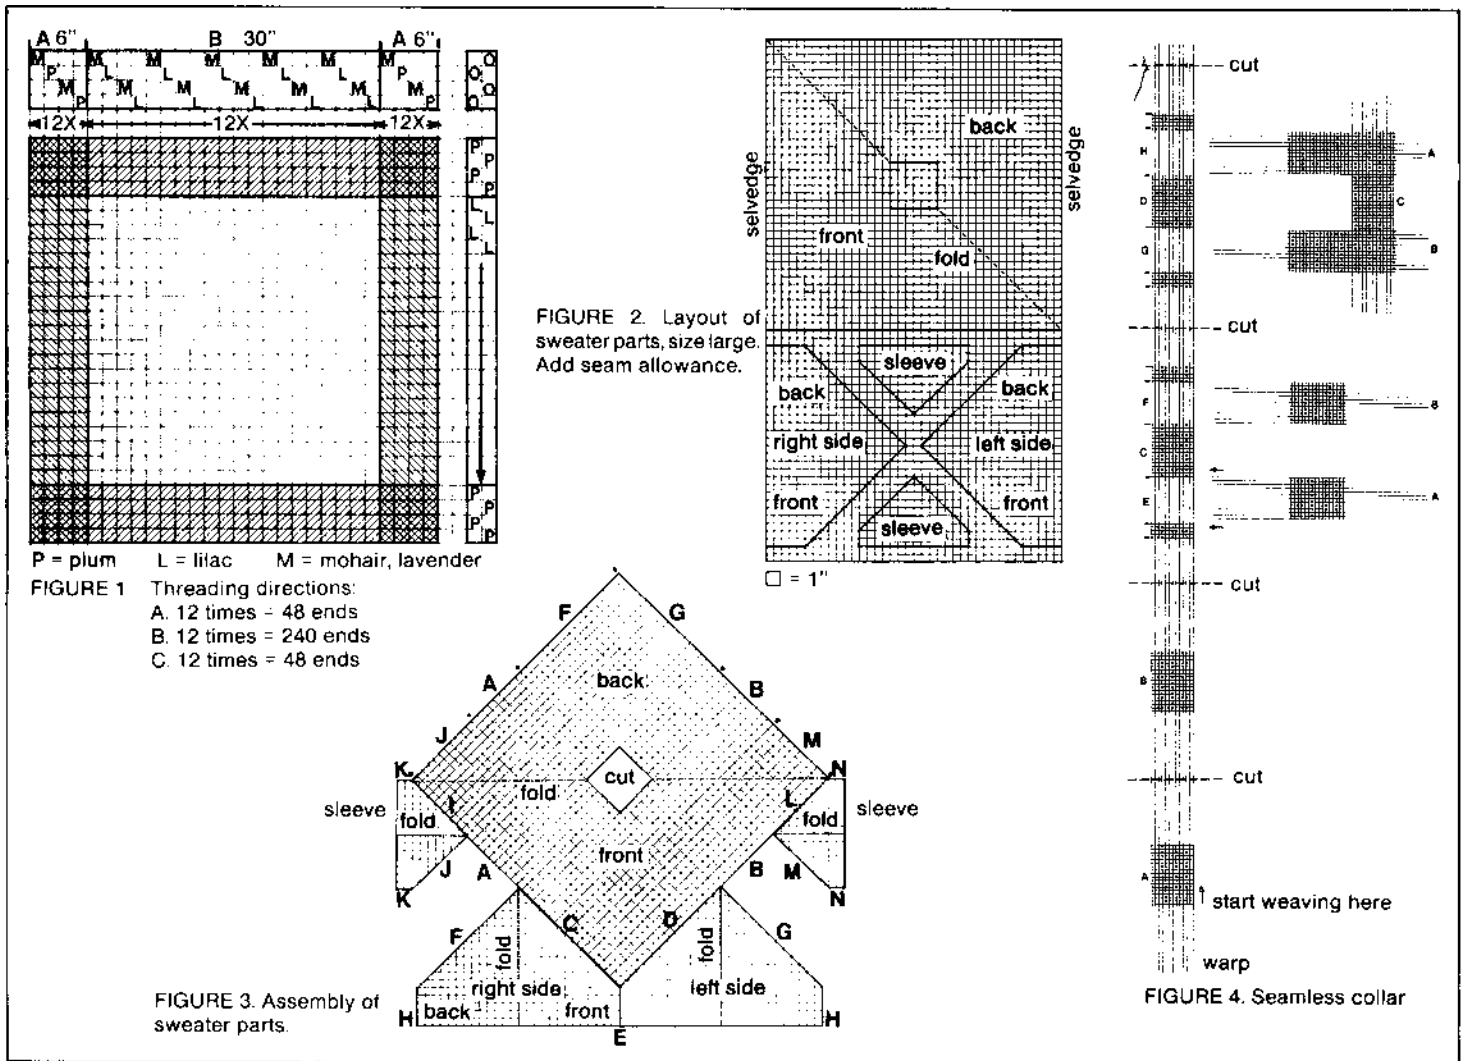 A 6" B 30" A 6"
M M M M M M M Q
P L L L L L P Q
M M M M M M M Q
P L L L L L P Q
12X 12X 12X
P
P
P
P
L
L
L
L
P
P
P
P
P = plum L = lilac M = mohair, lavender
FIGURE 1 Threading directions:
A. 12 times = 48 ends
B. 12 times = 240 ends
C. 12 times = 48 ends
back
selvedge
selvedge
front
fold
FIGURE 2. Layout of
sweater parts, size large.
Add seam allowance.
sleeve
back
back
right side
left side
front
front
sleeve
□ = 1"
F G
A back B
J M
K cut N
fold L
sleeve fold I fold sleeve
front
J A B M
K N
C D
F fold fold G
right side left side
H back front H
E
FIGURE 3. Assembly of
sweater parts.
cut
H A
D C
G B
cut
F B
C
E A
cut
B
cut
A
start weaving here
warp
FIGURE 4. Seamless collar